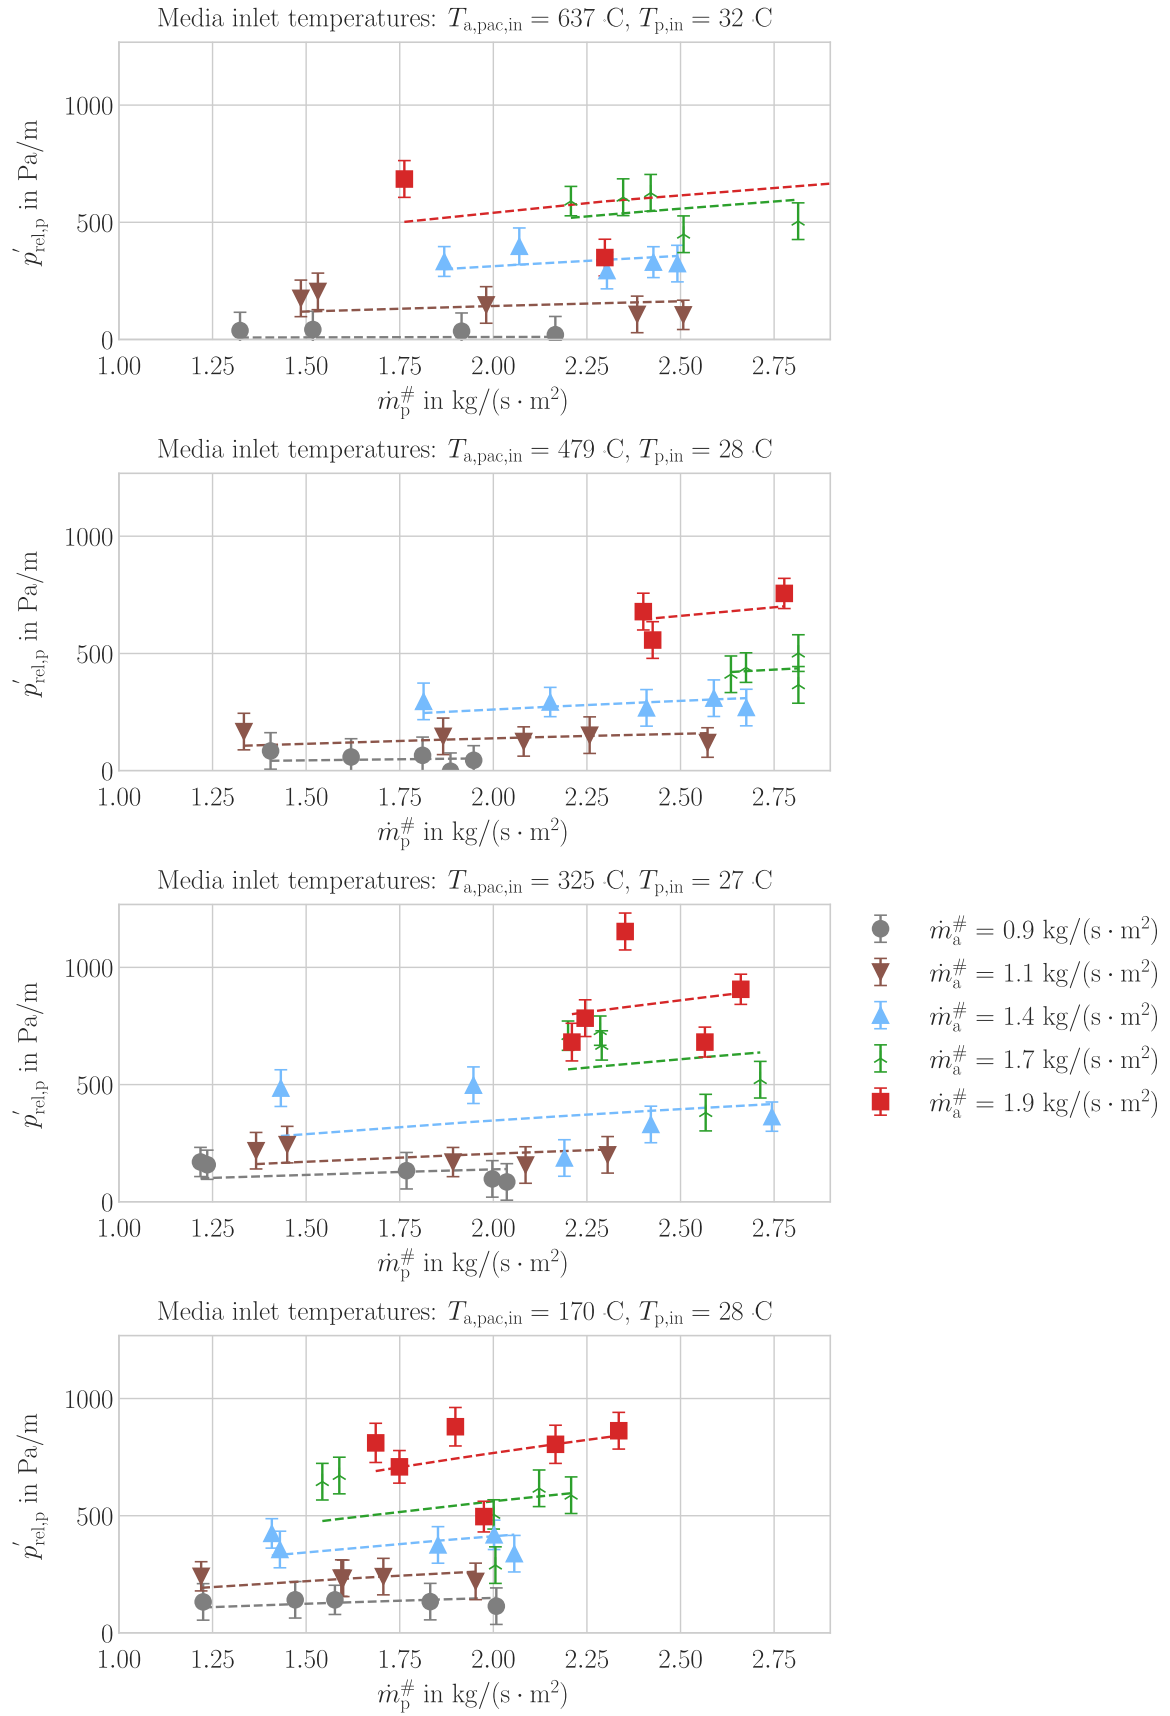 Media inlet temperatures: T_a,pac,in = 637 ·C, T_p,in = 32 ·C
1000
500
0
p′_rel,p in Pa/m
1.00 1.25 1.50 1.75 2.00 2.25 2.50 2.75
ṁ_p^# in kg/(s · m²)
Media inlet temperatures: T_a,pac,in = 479 ·C, T_p,in = 28 ·C
1000
500
0
p′_rel,p in Pa/m
1.00 1.25 1.50 1.75 2.00 2.25 2.50 2.75
ṁ_p^# in kg/(s · m²)
Media inlet temperatures: T_a,pac,in = 325 ·C, T_p,in = 27 ·C
1000
500
0
p′_rel,p in Pa/m
1.00 1.25 1.50 1.75 2.00 2.25 2.50 2.75
ṁ_p^# in kg/(s · m²)
ṁ_a^# = 0.9 kg/(s · m²)
ṁ_a^# = 1.1 kg/(s · m²)
ṁ_a^# = 1.4 kg/(s · m²)
ṁ_a^# = 1.7 kg/(s · m²)
ṁ_a^# = 1.9 kg/(s · m²)
Media inlet temperatures: T_a,pac,in = 170 ·C, T_p,in = 28 ·C
1000
500
0
p′_rel,p in Pa/m
1.00 1.25 1.50 1.75 2.00 2.25 2.50 2.75
ṁ_p^# in kg/(s · m²)